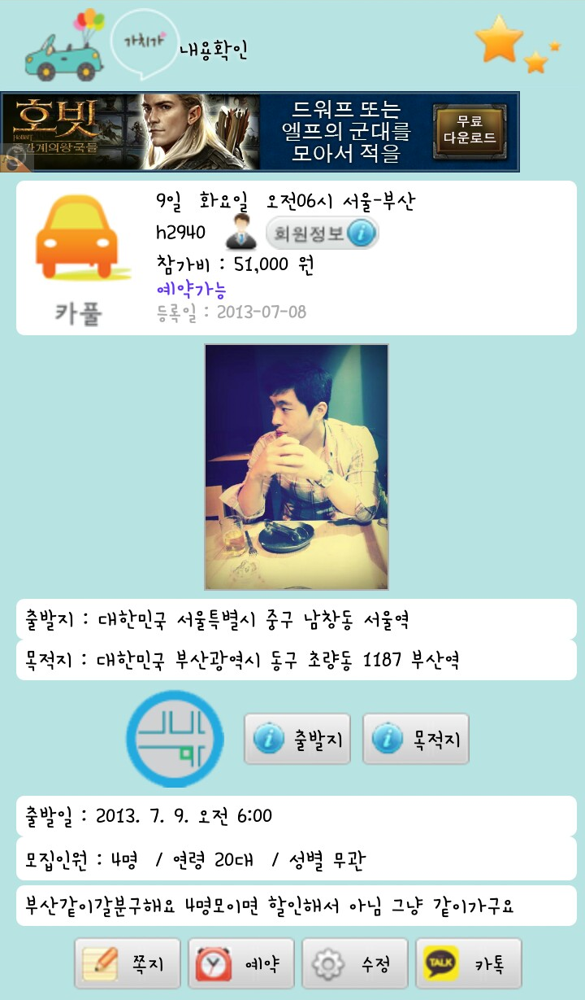 가치가
내용확인
호빗
HOBBIT
관계의왕국들
드워프 또는
엘프의 군대를
모아서 적을
무료
다운로드
9일 화요일 오전06시 서울-부산
h2940 회원정보
참가비 : 51,000 원
예약가능
등록일 : 2013-07-08
카풀
출발지 : 대한민국 서울특별시 중구 남창동 서울역
목적지 : 대한민국 부산광역시 동구 초량동 1187 부산역
출발지 목적지
출발일 : 2013. 7. 9. 오전 6:00
모집인원 : 4명 / 연령 20대 / 성별 무관
부산같이갈분구해요 4명모이면 할인해서 아님 그냥 같이가구요
쪽지 예약 수정 TALK 카톡